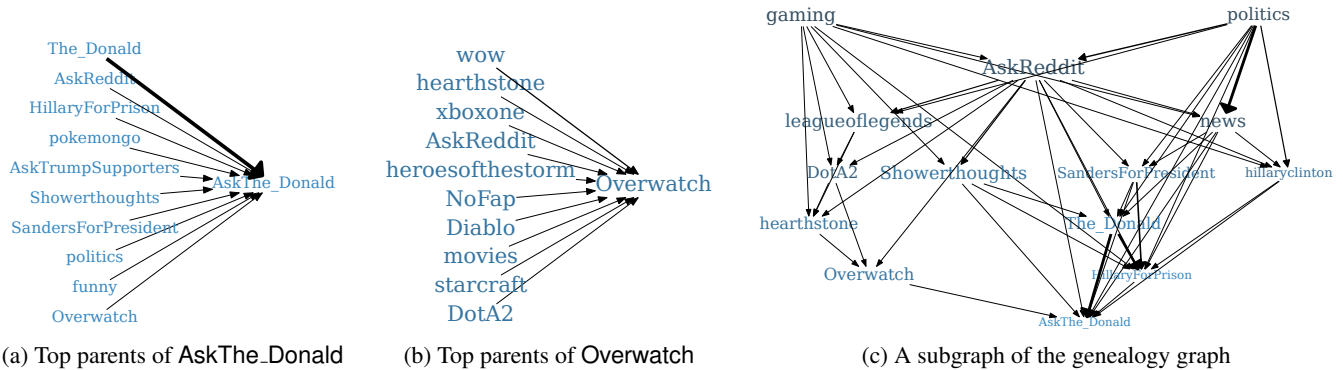 The_Donald
AskReddit
HillaryForPrison
pokemongo
AskTrumpSupporters
AskThe_Donald
Showerthoughts
SandersForPresident
politics
funny
Overwatch
(a) Top parents of AskThe_Donald
wow
hearthstone
xboxone
AskReddit
heroesofthestorm
Overwatch
NoFap
Diablo
movies
starcraft
DotA2
(b) Top parents of Overwatch
gaming politics
AskReddit
leagueoflegends news
DotA2 Showerthoughts SandersForPresident hillaryclinton
hearthstone The_Donald
Overwatch HillaryForPrison
AskThe_Donald
(c) A subgraph of the genealogy graph